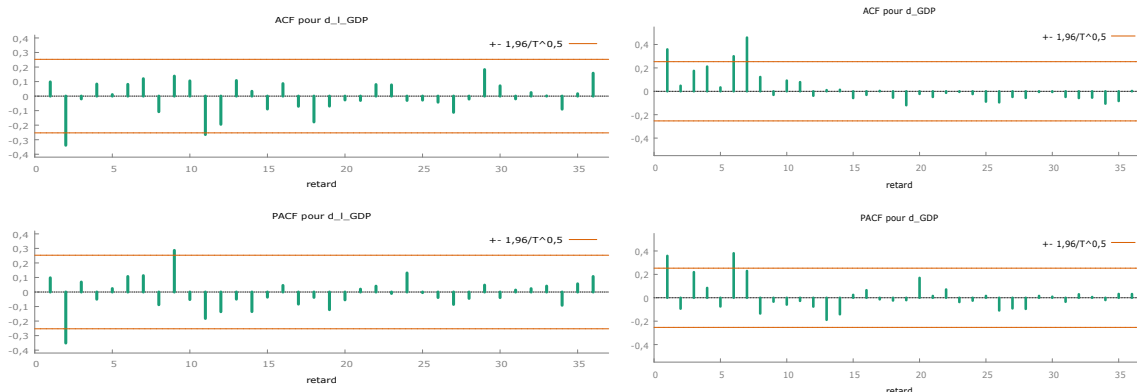 ACF pour d_l_GDP
+- 1,96/T^0,5
0,4
0,3
0,2
0,1
0
-0,1
-0,2
-0,3
-0,4
0 5 10 15 20 25 30 35
retard
PACF pour d_l_GDP
+- 1,96/T^0,5
0,4
0,3
0,2
0,1
0
-0,1
-0,2
-0,3
-0,4
0 5 10 15 20 25 30 35
retard
ACF pour d_GDP
+- 1,96/T^0,5
0,4
0,2
0
-0,2
-0,4
0 5 10 15 20 25 30 35
retard
PACF pour d_GDP
+- 1,96/T^0,5
0,4
0,2
0
-0,2
-0,4
0 5 10 15 20 25 30 35
retard